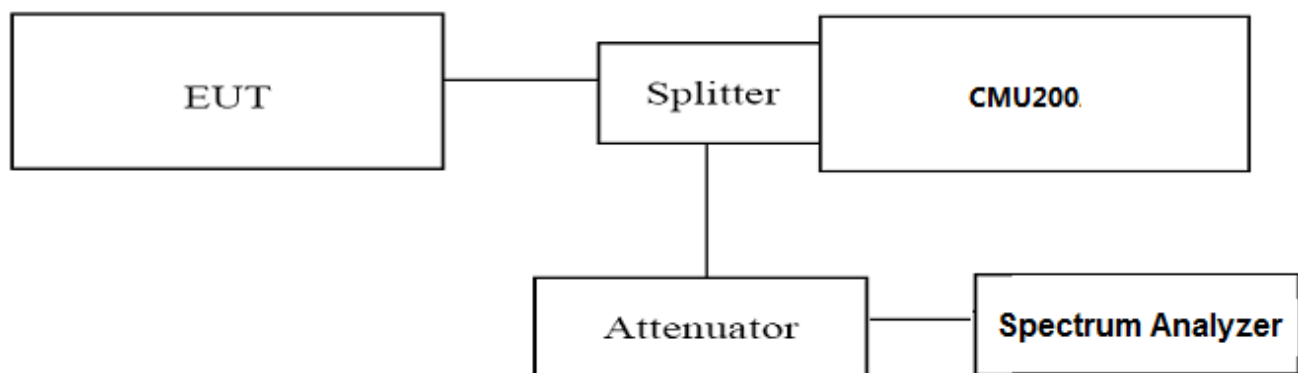 EUT
Splitter
CMU200.
Attenuator
Spectrum Analyzer